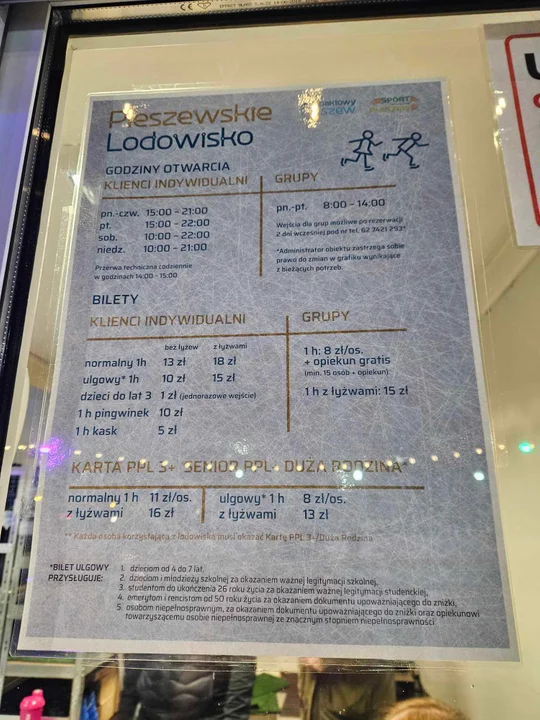 Pleszewskie
Lodowisko
SPORT
GODZINY OTWARCIA
KLIENCI INDYWIDUALNI
pn.-czw. 15:00 - 21:00
pt. 15:00 - 22:00
sob. 10:00 - 22:00
niedz. 10:00 - 21:00
Przerwa techniczna codziennie
w godzinach 14:00 - 15:00
GRUPY
pn.-pt. 8:00 - 14:00
Wejścia dla grup możliwe po rezerwacji
2 dni wcześniej pod nr tel. 62 7421 293*
*Administrator obiektu zastrzega sobie
prawo do zmian w grafiku wynikające
z bieżących potrzeb.
BILETY
KLIENCI INDYWIDUALNI
bez łyżew z łyżwami
normalny 1h 13 zł 18 zł
ulgowy* 1h 10 zł 15 zł
dzieci do lat 3 1 zł (jednorazowe wejście)
1 h pingwinek 10 zł
1 h kask 5 zł
GRUPY
1 h: 8 zł/os.
+ opiekun gratis
(min. 15 osób + opiekun)
1 h z łyżwami: 15 zł
KARTA PPL 3+ SENIOR PPL+ DUŻA RODZINA**
normalny 1 h 11 zł/os.
z łyżwami 16 zł
ulgowy* 1 h 8 zł/os.
z łyżwami 13 zł
** Każda osoba korzystająca z lodowiska musi okazać Kartę PPL 3+/Duża Rodzina
*BILET ULGOWY
PRZYSŁUGUJE:
1. dzieciom od 4 do 7 lat,
2. dzieciom i młodzieży szkolnej za okazaniem ważnej legitymacji szkolnej,
3. studentom do ukończenia 26 roku życia za okazaniem ważnej legitymacji studenckiej,
4. emerytom i rencistom od 50 roku życia za okazaniem dokumentu upoważniającego do zniżki,
5. osobom niepełnosprawnym, za okazaniem dokumentu upoważniającego do zniżki oraz opiekunowi
towarzyszącemu osobie niepełnosprawnej ze znacznym stopniem niepełnosprawności